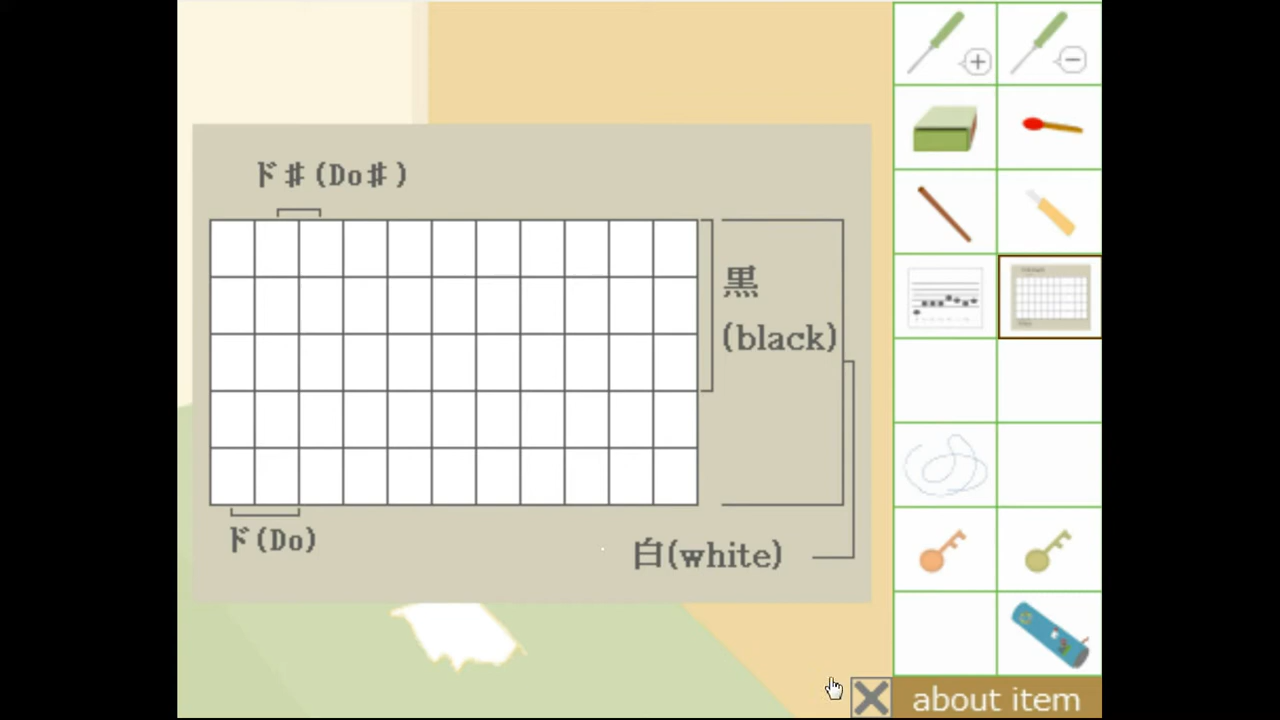 ド♯(Do♯)
黒
(black)
ド(Do)
白(white)
about item